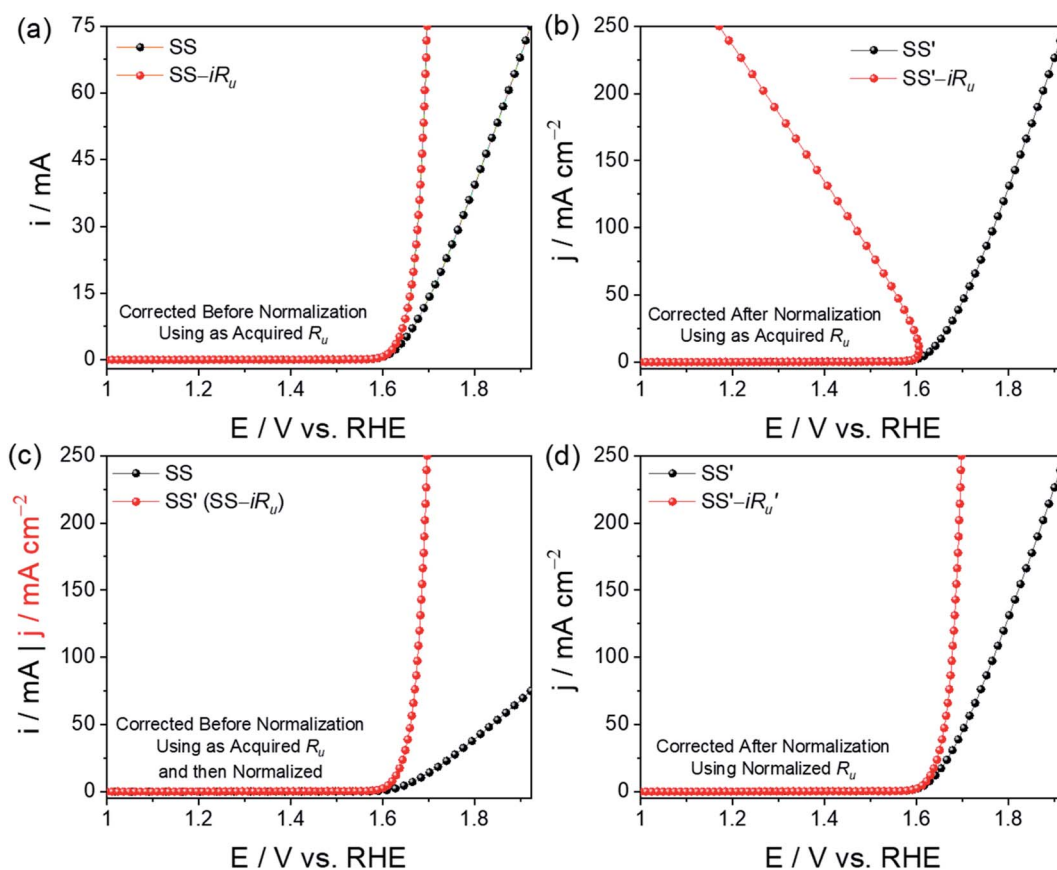 (a)
SS
SS–iRu
75
60
45
30
15
0
i / mA
Corrected Before Normalization
Using as Acquired Ru
1 1.2 1.4 1.6 1.8
E / V vs. RHE
(b)
SS'
SS'–iRu
250
200
150
100
50
0
j / mA cm⁻²
Corrected After Normalization
Using as Acquired Ru
1 1.2 1.4 1.6 1.8
E / V vs. RHE
(c)
SS
SS' (SS–iRu)
250
200
150
100
50
0
i / mA | j / mA cm⁻²
Corrected Before Normalization
Using as Acquired Ru
and then Normalized
1 1.2 1.4 1.6 1.8
E / V vs. RHE
(d)
SS'
SS'–iRu'
250
200
150
100
50
0
j / mA cm⁻²
Corrected After Normalization
Using Normalized Ru
1 1.2 1.4 1.6 1.8
E / V vs. RHE